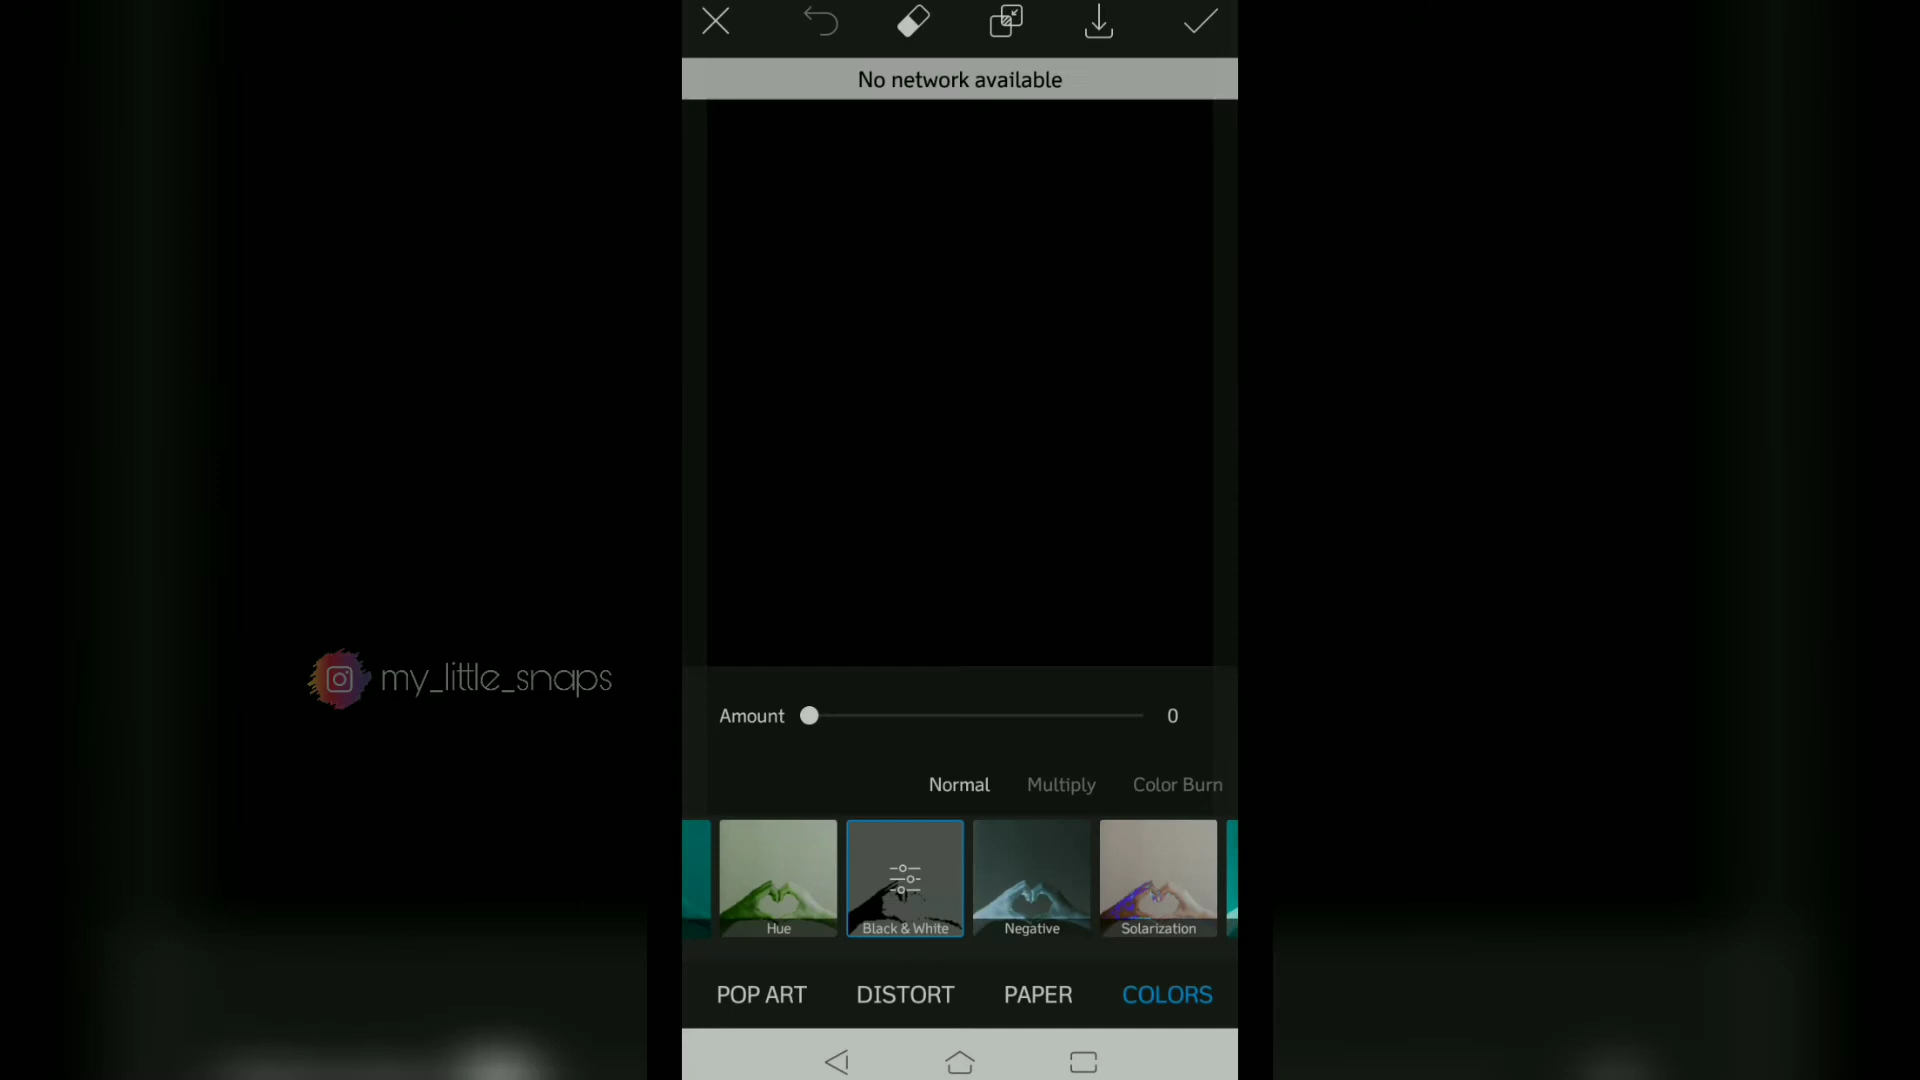 No network available
my_little_snaps
Amount 0
Normal Multiply Color Burn
Hue Black & White Negative Solarization
POP ART DISTORT PAPER COLORS